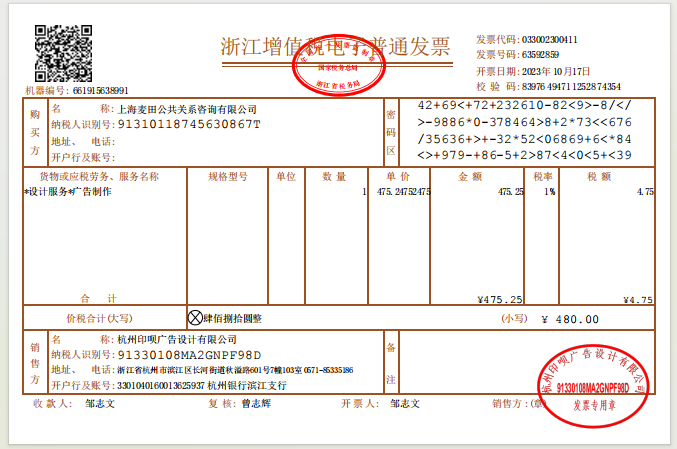 浙江增值税电子普通发票
全国统一发票监制章
国家税务总局
浙江省税务局
发票代码: 033002300411
发票号码: 63592859
开票日期: 2023年 10月17日
校 验 码: 83976 49471 12528 74354
机器编号: 661915638991
购买方
名 称: 上海麦田公共关系咨询有限公司
纳税人识别号: 91310118745630867T
地址、 电话:
开户行及账号:
密码区
42+69<+72+232610-82<9>-8/</
>-9886*0-378464>8+2*73<<676
/35636+>+-32*52<06869+6<*84
<>+979-+86-5+2>87<4<0<5+<39
货物或应税劳务、服务名称 规格型号 单位 数 量 单 价 金 额 税率 税 额
*设计服务*广告制作 1 475.24752475 475.25 1% 4.75
合 计 ¥475.25 ¥4.75
价税合计(大写) 肆佰捌拾圆整 (小写) ¥ 480.00
销售方
名 称: 杭州印呗广告设计有限公司
纳税人识别号: 91330108MA2GNPF98D
地址、 电话: 浙江省杭州市滨江区长河街道秋溢路601号7幢103室 0571-85335186
开户行及账号: 3301040160013625937 杭州银行滨江支行
备注
收 款 人: 邹志文 复 核: 曾志辉 开 票 人: 邹志文 销售方: (章)
杭州印呗广告设计有限公司
91330108MA2GNPF98D
发票专用章